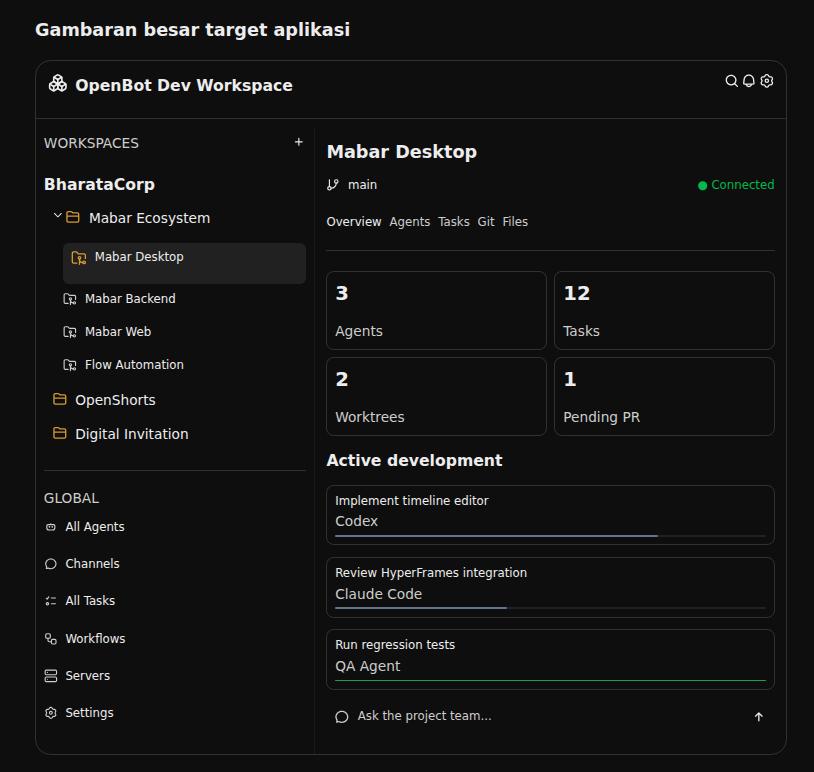 Gambaran besar target aplikasi
OpenBot Dev Workspace
WORKSPACES +
BharataCorp
Mabar Ecosystem
Mabar Desktop
Mabar Backend
Mabar Web
Flow Automation
OpenShorts
Digital Invitation
GLOBAL
All Agents
Channels
All Tasks
Workflows
Servers
Settings
Mabar Desktop
main Connected
Overview Agents Tasks Git Files
3
Agents
12
Tasks
2
Worktrees
1
Pending PR
Active development
Implement timeline editor
Codex
Review HyperFrames integration
Claude Code
Run regression tests
QA Agent
Ask the project team...